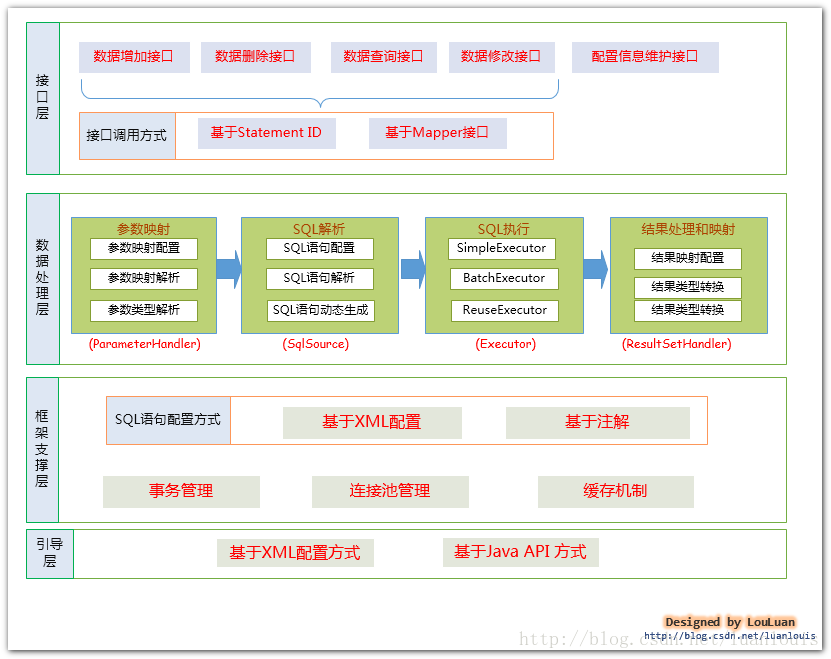 接口层
数据增加接口
数据删除接口
数据查询接口
数据修改接口
配置信息维护接口
接口调用方式
基于Statement ID
基于Mapper接口
数据处理层
参数映射
参数映射配置
参数映射解析
参数类型解析
(ParameterHandler)
SQL解析
SQL语句配置
SQL语句解析
SQL语句动态生成
(SqlSource)
SQL执行
SimpleExecutor
BatchExecutor
ReuseExecutor
(Executor)
结果处理和映射
结果映射配置
结果类型转换
结果类型转换
(ResultSetHandler)
框架支撑层
SQL语句配置方式
基于XML配置
基于注解
事务管理
连接池管理
缓存机制
引导
层
基于XML配置方式
基于Java API 方式
Designed by LouLuan
http://blog.csdn.net/luanlouis
http://blog.csdn.net/luanlouis